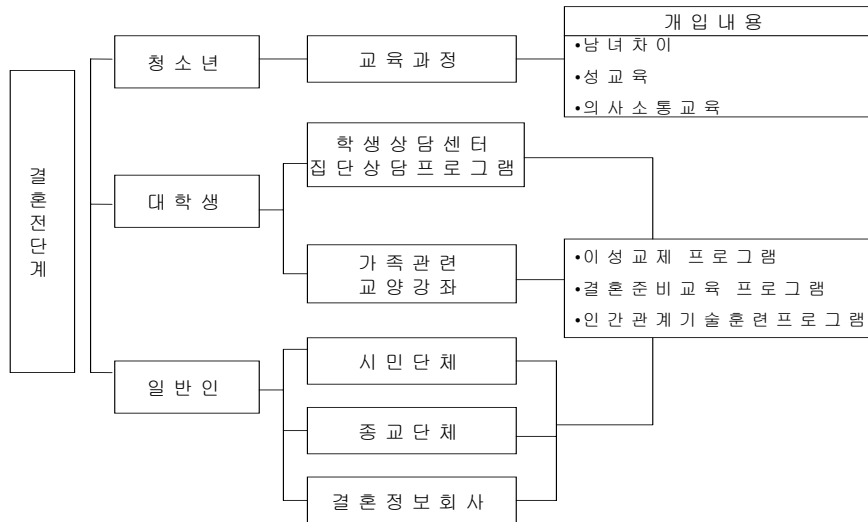 개입내용
청소년
교육과정
•남녀차이
•성교육
•의사소통교육
결혼전단계
대학생
학생상담센터
집단상담프로그램
가족관련
교양강좌
•이성교제 프로그램
•결혼준비교육 프로그램
•인간관계기술훈련프로그램
일반인
시민단체
종교단체
결혼정보회사